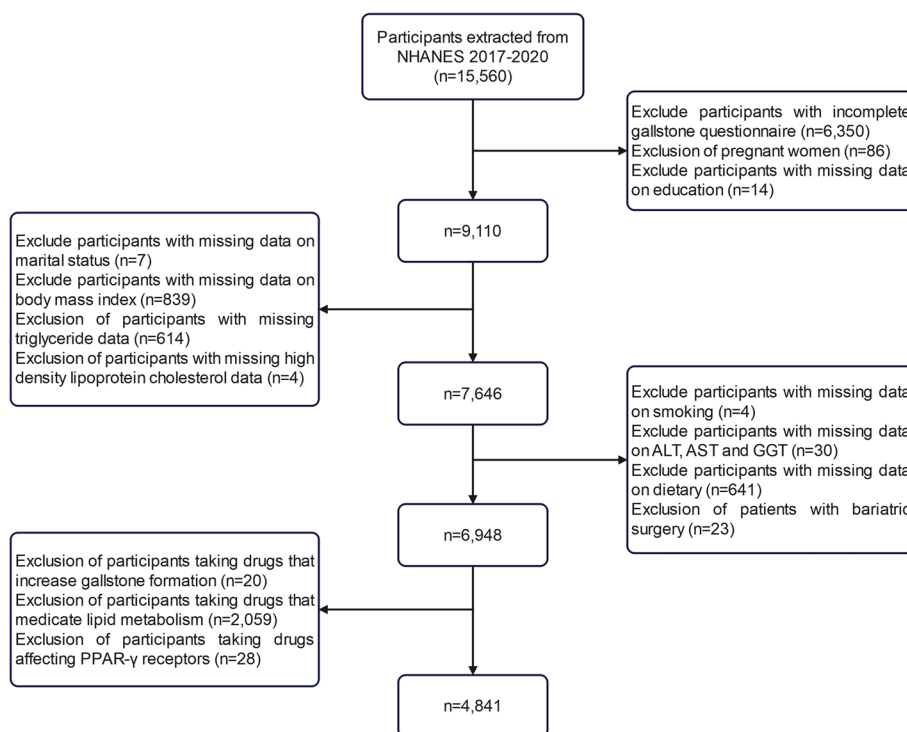 Participants extracted from
NHANES 2017-2020
(n=15,560)
Exclude participants with incomplete
gallstone questionnaire (n=6,350)
Exclusion of pregnant women (n=86)
Exclude participants with missing data
on education (n=14)
n=9,110
Exclude participants with missing data on
marital status (n=7)
Exclude participants with missing data on
body mass index (n=839)
Exclusion of participants with missing
triglyceride data (n=614)
Exclusion of participants with missing high
density lipoprotein cholesterol data (n=4)
n=7,646
Exclude participants with missing data
on smoking (n=4)
Exclude participants with missing data
on ALT, AST and GGT (n=30)
Exclude participants with missing data
on dietary (n=641)
Exclusion of patients with bariatric
surgery (n=23)
n=6,948
Exclusion of participants taking drugs that
increase gallstone formation (n=20)
Exclusion of participants taking drugs that
medicate lipid metabolism (n=2,059)
Exclusion of participants taking drugs
affecting PPAR-γ receptors (n=28)
n=4,841